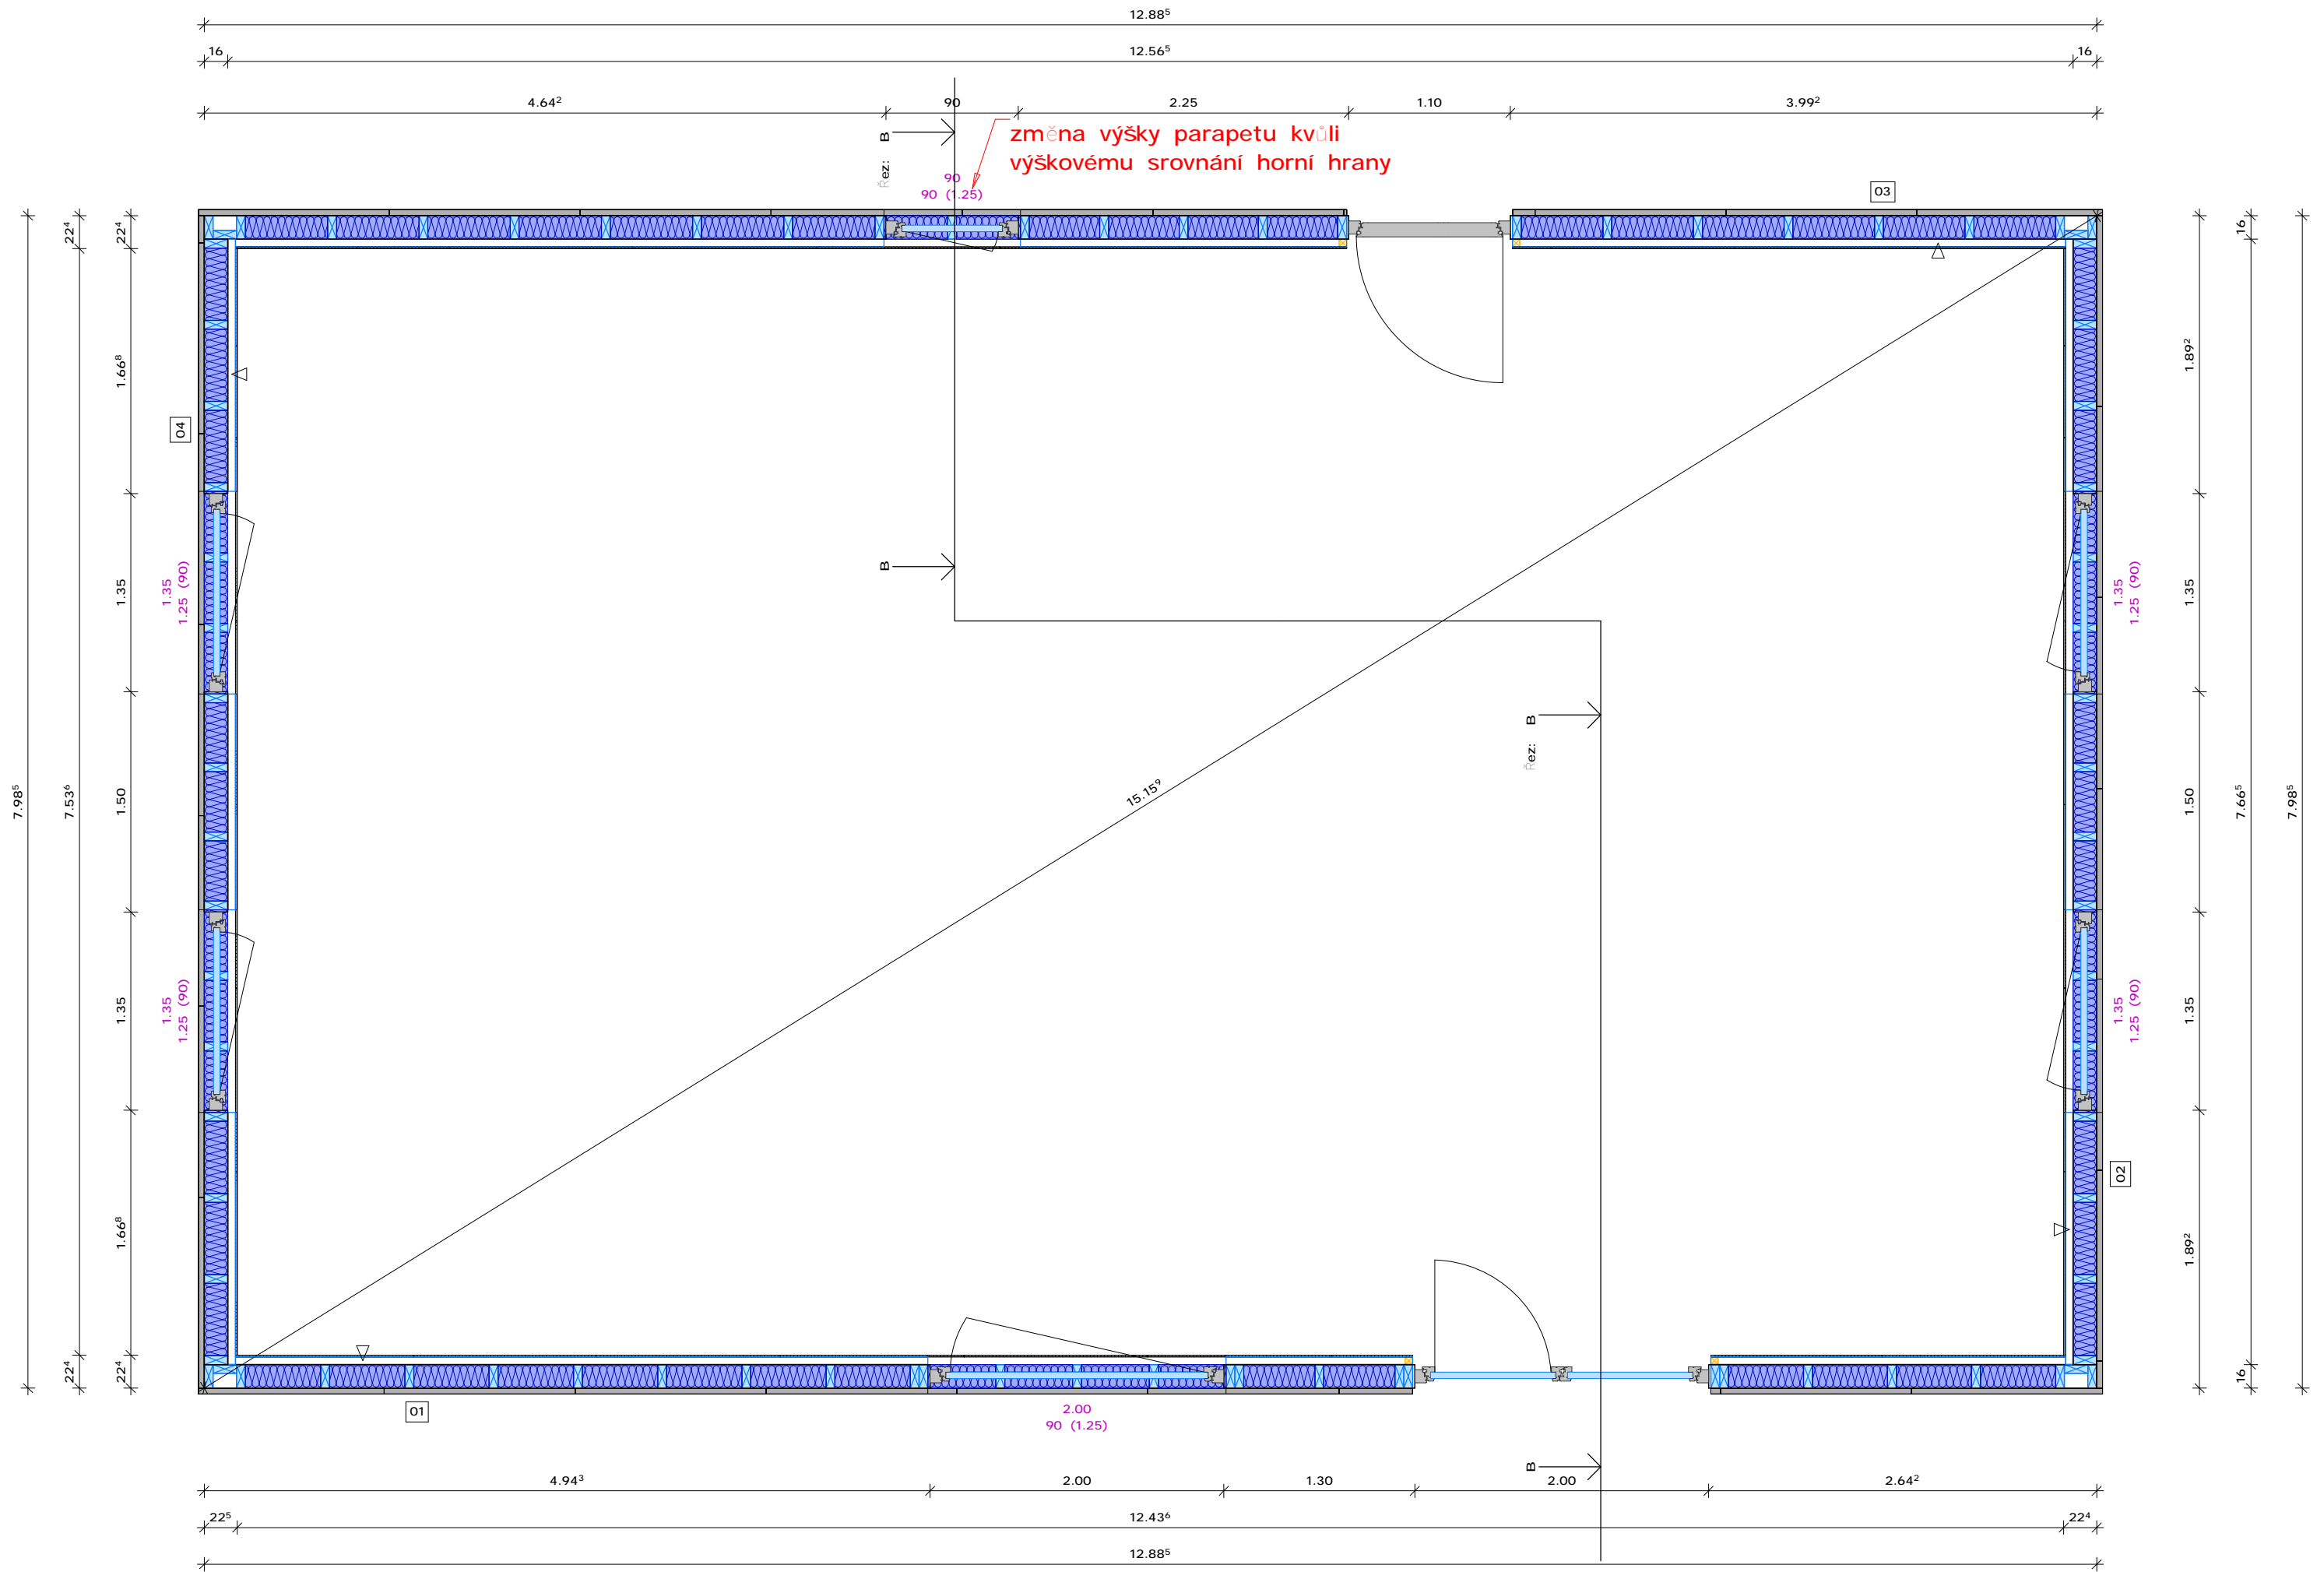 12.88⁵
16 12.56⁵ 16
4.64² 90 2.25 1.10 3.99²
změna výšky parapetu kvůli
výškovému srovnání horní hrany
B
Řez:
90
90 (1.25)
03
22⁴ 22⁴ 16
1.66⁸
1.89²
04
1.35
1.25 (90)
1.35
B
1.35
1.25 (90)
1.35
7.98⁵
7.53⁶
1.50
B
Řez:
15.15⁹
1.50
7.66⁵
7.98⁵
1.35
1.35
1.25 (90)
1.35
1.25 (90)
1.35
02
1.66⁸
1.89²
22⁴ 22⁴ 16
01
2.00
90 (1.25)
B
4.94³ 2.00 1.30 2.00 2.64²
22⁵ 12.43⁶ 22⁴
12.88⁵